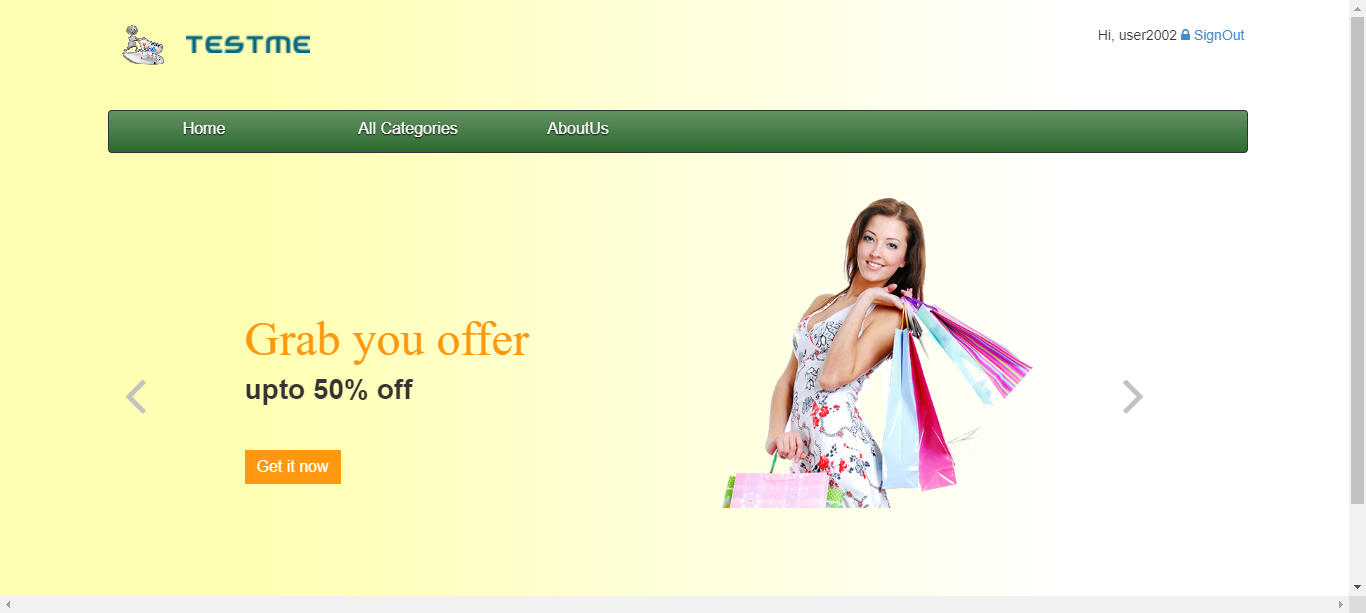 TESTME
Hi, user2002 SignOut
Home All Categories AboutUs
Grab you offer
upto 50% off
Get it now